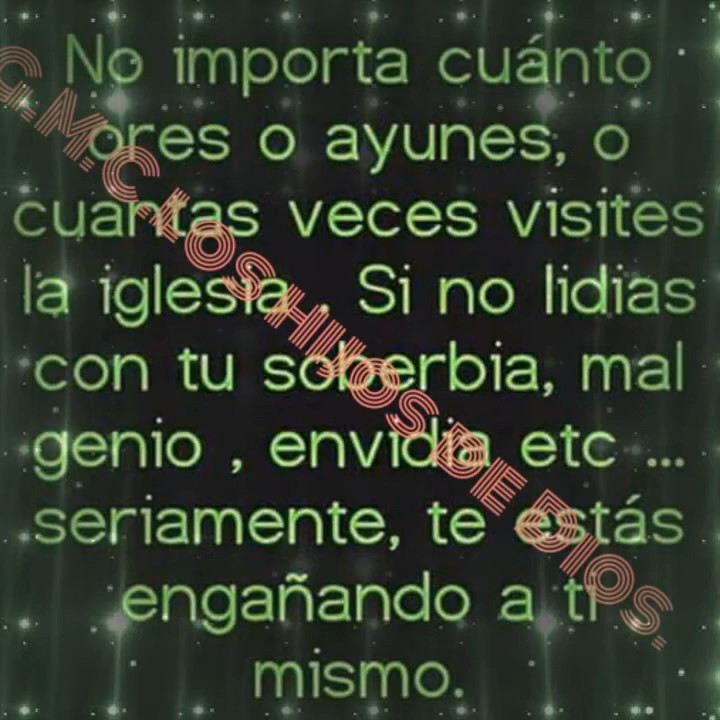 No importa cuánto
ores o ayunes, o
cuantas veces visites
la iglesia . Si no lidias
con tu soberbia, mal
genio , envidia etc ...
seriamente, te estás
engañando a ti
mismo.
G.M.C.LOS HIJOS DE DIOS.